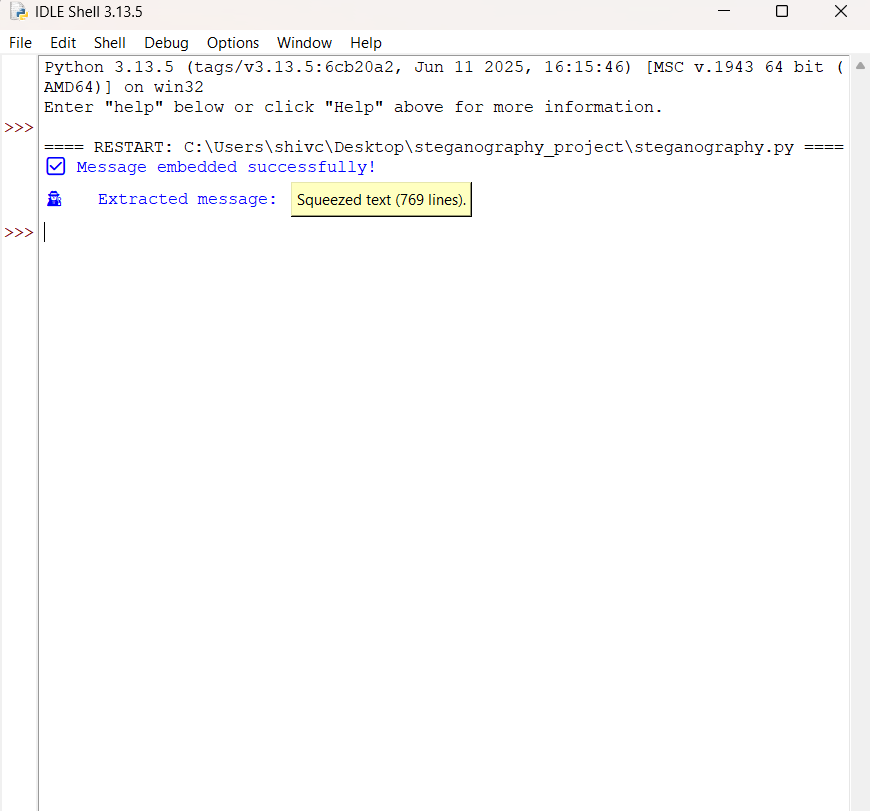 IDLE Shell 3.13.5
File Edit Shell Debug Options Window Help
Python 3.13.5 (tags/v3.13.5:6cb20a2, Jun 11 2025, 16:15:46) [MSC v.1943 64 bit (
AMD64)] on win32
Enter "help" below or click "Help" above for more information.
>>>
==== RESTART: C:\Users\shivc\Desktop\steganography_project\steganography.py ====
Message embedded successfully!
Extracted message: Squeezed text (769 lines).
>>>